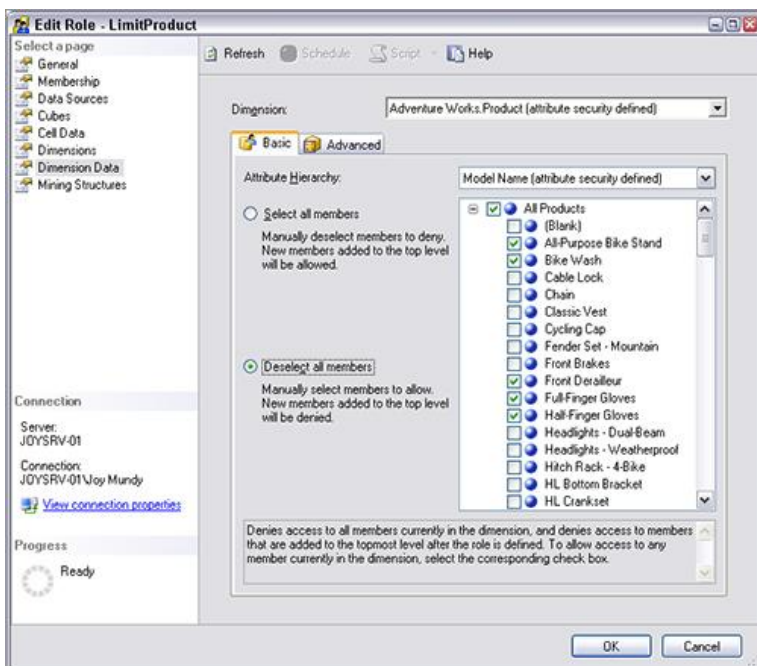 Edit Role - LimitProduct
Select a page
General
Membership
Data Sources
Cubes
Cell Data
Dimensions
Dimension Data
Mining Structures
Refresh Schedule Script Help
Dimension: Adventure Works.Product (attribute security defined)
Basic Advanced
Attribute Hierarchy: Model Name (attribute security defined)
Select all members
Manually deselect members to deny.
New members added to the top level
will be allowed.
Deselect all members
Manually select members to allow.
New members added to the top level
will be denied.
All Products
(Blank)
All-Purpose Bike Stand
Bike Wash
Cable Lock
Chain
Classic Vest
Cycling Cap
Fender Set - Mountain
Front Brakes
Front Derailleur
Full-Finger Gloves
Half-Finger Gloves
Headlights - Dual-Beam
Headlights - Weatherproof
Hitch Rack - 4-Bike
HL Bottom Bracket
HL Crankset
Denies access to all members currently in the dimension, and denies access to members
that are added to the topmost level after the role is defined. To allow access to any
member currently in the dimension, select the corresponding check box.
Connection
Server:
JOYSRV-01
Connection:
JOYSRV-01\Joy Mundy
View connection properties
Progress
Ready
OK Cancel